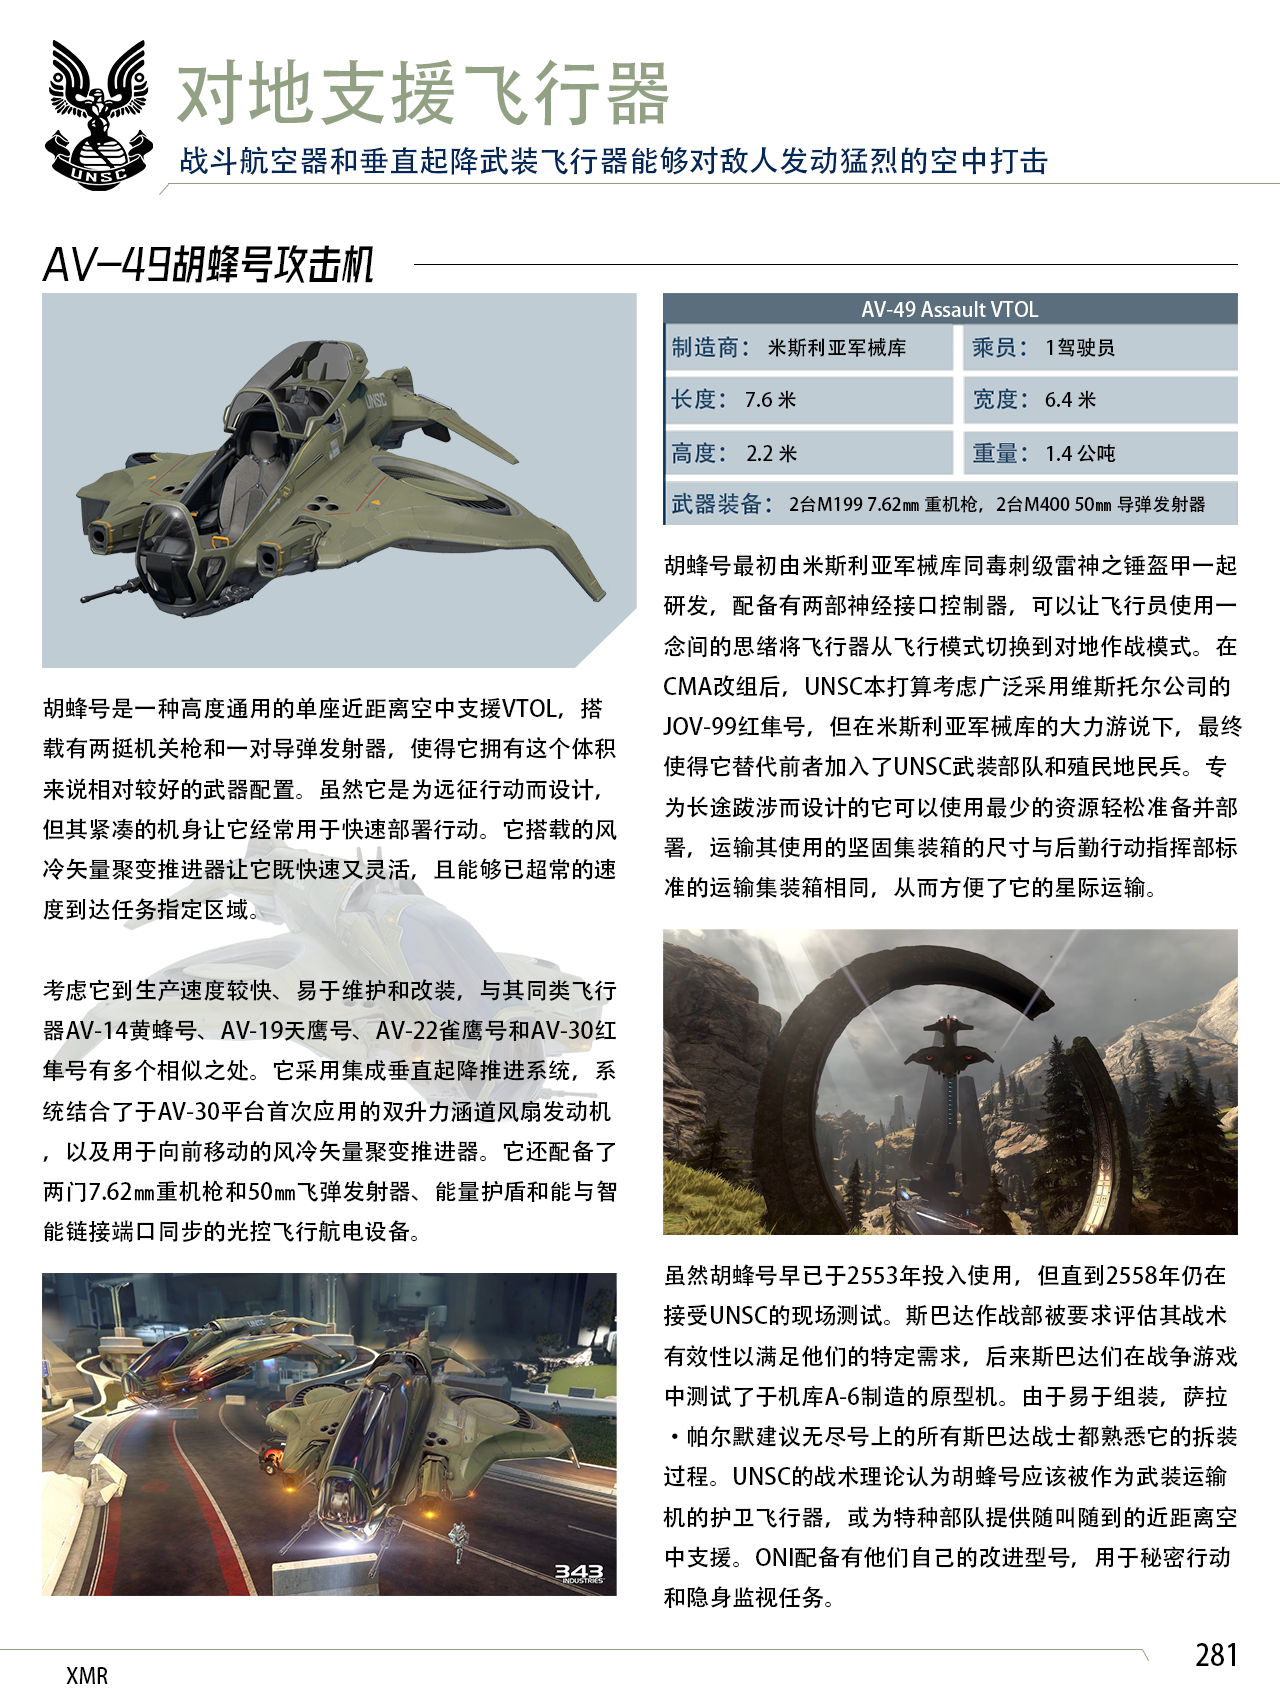 UNSC
对地支援飞行器
战斗航空器和垂直起降武装飞行器能够对敌人发动猛烈的空中打击
AV-49胡蜂号攻击机
UNSC
胡蜂号是一种高度通用的单座近距离空中支援VTOL，搭
载有两挺机关枪和一对导弹发射器，使得它拥有这个体积
来说相对较好的武器配置。虽然它是为远征行动而设计，
但其紧凑的机身让它经常用于快速部署行动。它搭载的风
冷矢量聚变推进器让它既快速又灵活，且能够已超常的速
度到达任务指定区域。
考虑它到生产速度较快、易于维护和改装，与其同类飞行
器AV-14黄蜂号、AV-19天鹰号、AV-22雀鹰号和AV-30红
隼号有多个相似之处。它采用集成垂直起降推进系统，系
统结合了于AV-30平台首次应用的双升力涵道风扇发动机
，以及用于向前移动的风冷矢量聚变推进器。它还配备了
两门7.62㎜重机枪和50㎜飞弹发射器、能量护盾和能与智
能链接端口同步的光控飞行航电设备。
UNSC
343
INDUSTRIES
AV-49 Assault VTOL
制造商： 米斯利亚军械库
乘员： 1驾驶员
长度： 7.6 米
宽度： 6.4 米
高度： 2.2 米
重量： 1.4 公吨
武器装备： 2台M199 7.62㎜ 重机枪，2台M400 50㎜ 导弹发射器
胡蜂号最初由米斯利亚军械库同毒刺级雷神之锤盔甲一起
研发，配备有两部神经接口控制器，可以让飞行员使用一
念间的思绪将飞行器从飞行模式切换到对地作战模式。在
CMA改组后，UNSC本打算考虑广泛采用维斯托尔公司的
JOV-99红隼号，但在米斯利亚军械库的大力游说下，最终
使得它替代前者加入了UNSC武装部队和殖民地民兵。专
为长途跋涉而设计的它可以使用最少的资源轻松准备并部
署，运输其使用的坚固集装箱的尺寸与后勤行动指挥部标
准的运输集装箱相同，从而方便了它的星际运输。
虽然胡蜂号早已于2553年投入使用，但直到2558年仍在
接受UNSC的现场测试。斯巴达作战部被要求评估其战术
有效性以满足他们的特定需求，后来斯巴达们在战争游戏
中测试了于机库A-6制造的原型机。由于易于组装，萨拉
·帕尔默建议无尽号上的所有斯巴达战士都熟悉它的拆装
过程。UNSC的战术理论认为胡蜂号应该被作为武装运输
机的护卫飞行器，或为特种部队提供随叫随到的近距离空
中支援。ONI配备有他们自己的改进型号，用于秘密行动
和隐身监视任务。
281
XMR